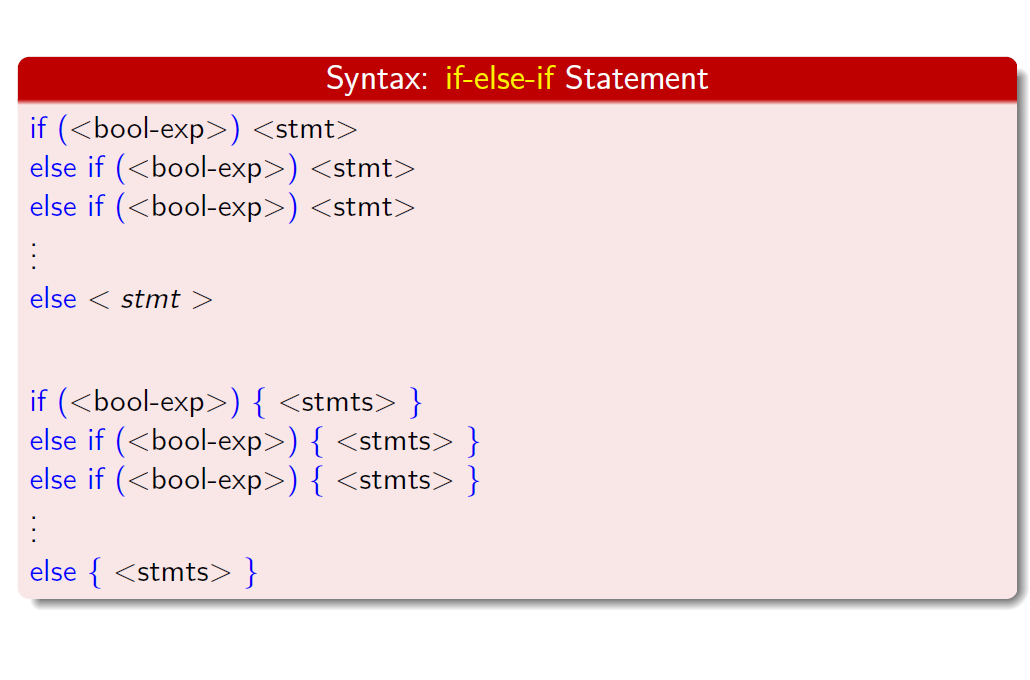 Syntax: if-else-if Statement
if (<bool-exp>) <stmt>
else if (<bool-exp>) <stmt>
else if (<bool-exp>) <stmt>
⋮
else < stmt >
if (<bool-exp>) { <stmts> }
else if (<bool-exp>) { <stmts> }
else if (<bool-exp>) { <stmts> }
⋮
else { <stmts> }